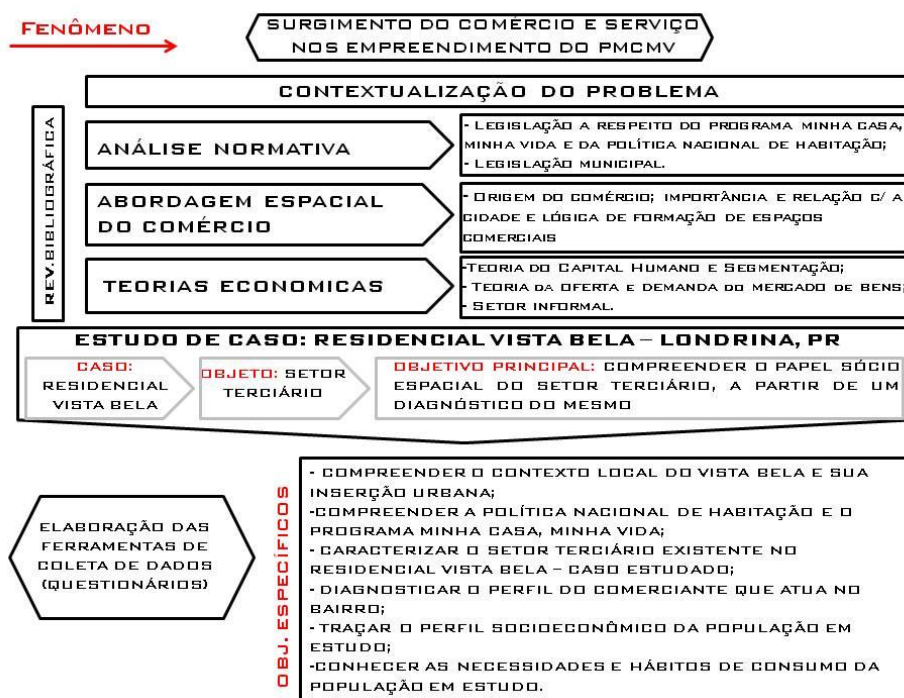 FENÔMENO
SURGIMENTO DO COMÉRCIO E SERVIÇO
NOS EMPREENDIMENTO DO PMCMV
CONTEXTUALIZAÇÃO DO PROBLEMA
REV.BIBLIOGRÁFICA
ANÁLISE NORMATIVA
- LEGISLAÇÃO A RESPEITO DO PROGRAMA MINHA CASA,
MINHA VIDA E DA POLÍTICA NACIONAL DE HABITAÇÃO;
- LEGISLAÇÃO MUNICIPAL.
ABORDAGEM ESPACIAL
DO COMÉRCIO
- ORIGEM DO COMÉRCIO; IMPORTÂNCIA E RELAÇÃO C/ A
CIDADE E LÓGICA DE FORMAÇÃO DE ESPAÇOS
COMERCIAIS
TEORIAS ECONOMICAS
-TEORIA DO CAPITAL HUMANO E SEGMENTAÇÃO;
- TEORIA DA OFERTA E DEMANDA DO MERCADO DE BENS;
- SETOR INFORMAL.
ESTUDO DE CASO: RESIDENCIAL VISTA BELA – LONDRINA, PR
CASO:
RESIDENCIAL
VISTA BELA
OBJETO: SETOR
TERCIÁRIO
OBJETIVO PRINCIPAL: COMPREENDER O PAPEL SÓCIO
ESPACIAL DO SETOR TERCIÁRIO, A PARTIR DE UM
DIAGNÓSTICO DO MESMO
ELABORAÇÃO DAS
FERRAMENTAS DE
COLETA DE DADOS
(QUESTIONÁRIOS)
OBJ. ESPECÍFICOS
- COMPREENDER O CONTEXTO LOCAL DO VISTA BELA E SUA
INSERÇÃO URBANA;
-COMPREENDER A POLÍTICA NACIONAL DE HABITAÇÃO E O
PROGRAMA MINHA CASA, MINHA VIDA;
- CARACTERIZAR O SETOR TERCIÁRIO EXISTENTE NO
RESIDENCIAL VISTA BELA – CASO ESTUDADO;
- DIAGNOSTICAR O PERFIL DO COMERCIANTE QUE ATUA NO
BAIRRO;
- TRAÇAR O PERFIL SOCIOECONÔMICO DA POPULAÇÃO EM
ESTUDO;
-CONHECER AS NECESSIDADES E HÁBITOS DE CONSUMO DA
POPULAÇÃO EM ESTUDO.